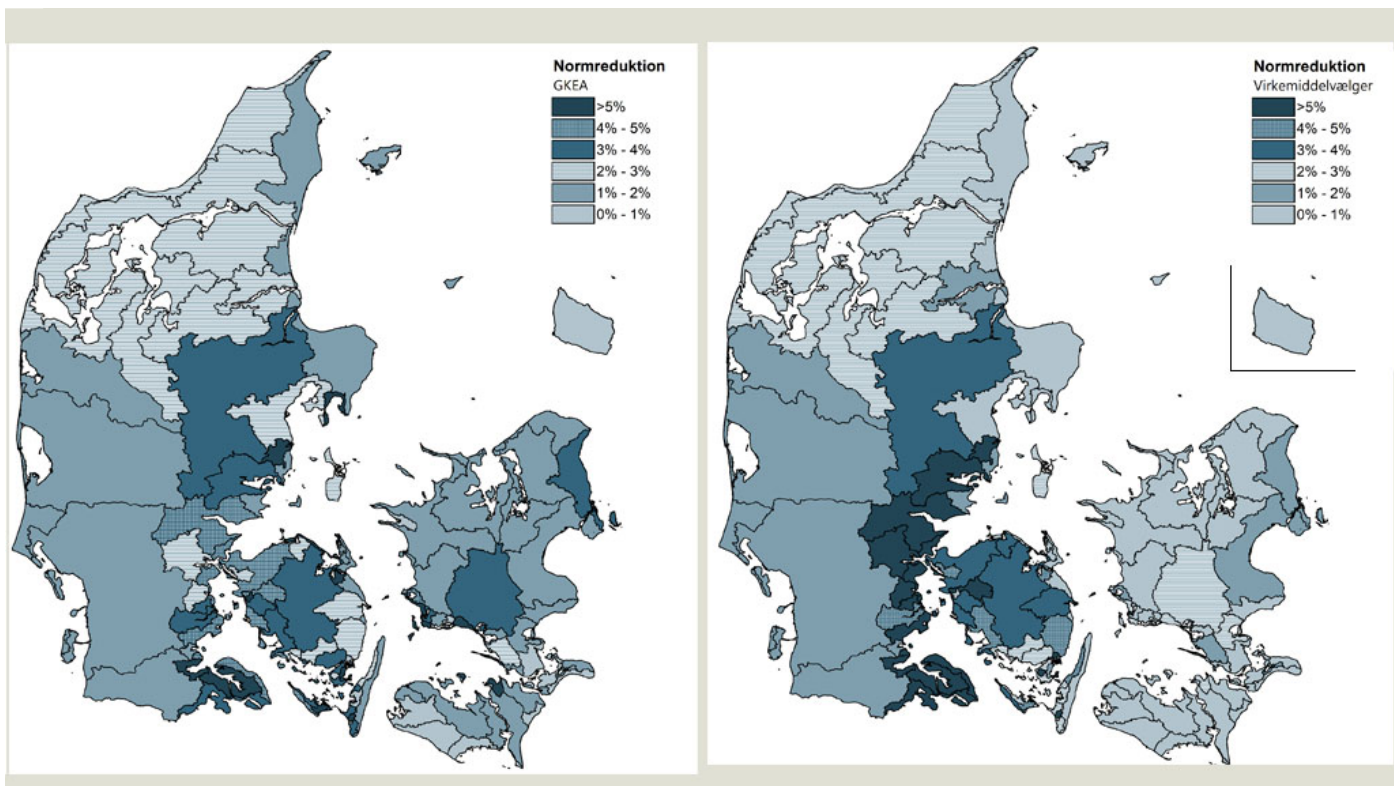 Normreduktion
GKEA
>5%
4% - 5%
3% - 4%
2% - 3%
1% - 2%
0% - 1%
Normreduktion
Virkemiddelvælger
>5%
4% - 5%
3% - 4%
2% - 3%
1% - 2%
0% - 1%